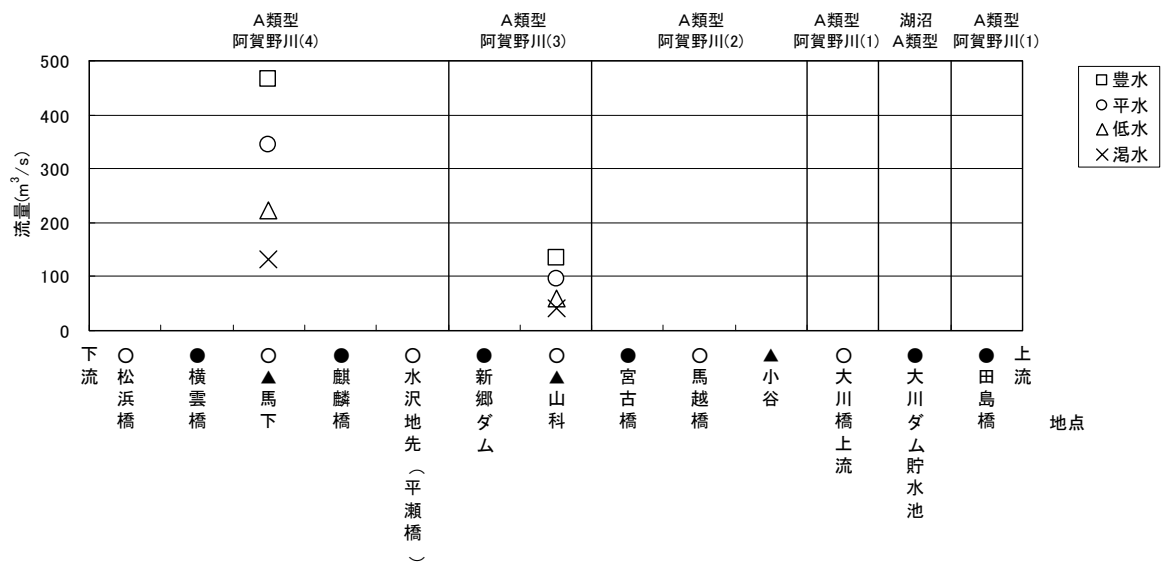 A類型
阿賀野川(4)
A類型
阿賀野川(3)
A類型
阿賀野川(2)
A類型
阿賀野川(1)
湖沼
A類型
A類型
阿賀野川(1)
流量(m³/s)
500
400
300
200
100
0
□豊水
○平水
△低水
×渇水
下流
○松浜橋
●横雲橋
○▲馬下
●麒麟橋
○水沢地先(平瀬橋)
●新郷ダム
○▲山科
●宮古橋
○馬越橋
▲小谷
○大川橋上流
●大川ダム貯水池
●田島橋
上流
地点